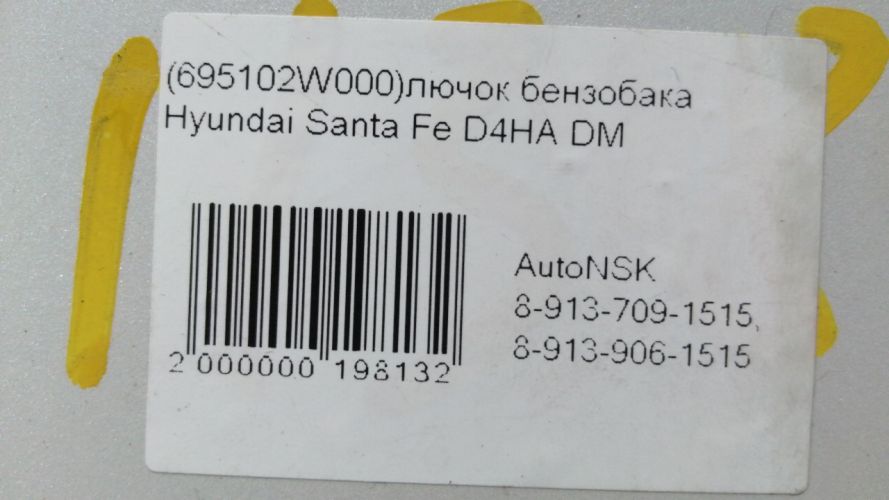 (695102W000)лючок бензобака
Hyundai Santa Fe D4HA DM
AutoNSK
8-913-709-1515,
8-913-906-1515
2 000000 198132